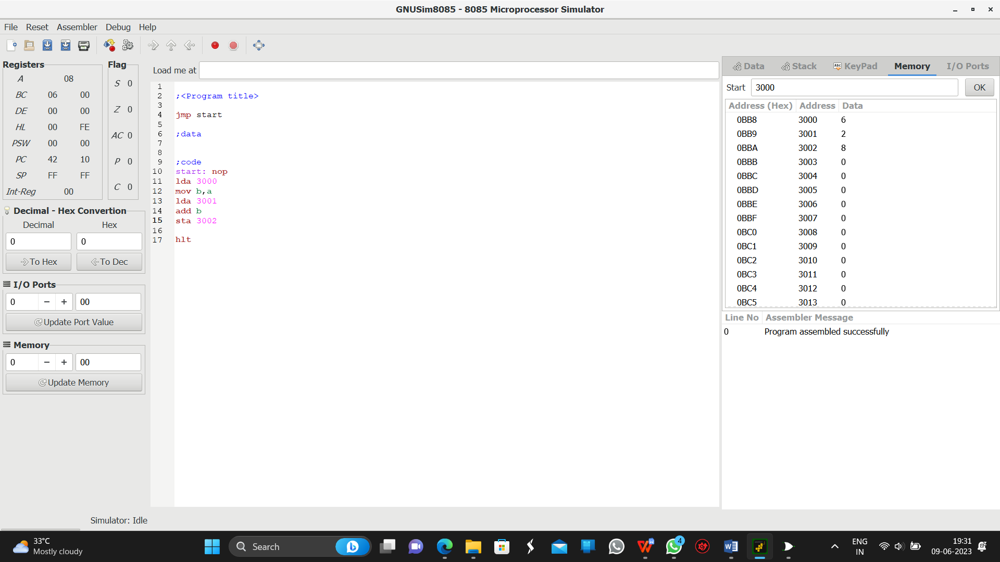 GNUSim8085 - 8085 Microprocessor Simulator
File Reset Assembler Debug Help
Registers
A 08
BC 06 00
DE 00 00
HL 00 FE
PSW 00 00
PC 42 10
SP FF FF
Int-Reg 00
Flag
S 0
Z 0
AC 0
P 0
C 0
Decimal - Hex Convertion
Decimal Hex
0 0
To Hex To Dec
I/O Ports
0 − + 00
Update Port Value
Memory
0 − + 00
Update Memory
Load me at
1
2 ;<Program title>
3
4 jmp start
5
6 ;data
7
8
9 ;code
10 start: nop
11 lda 3000
12 mov b,a
13 lda 3001
14 add b
15 sta 3002
16
17 hlt
Data Stack Abc KeyPad Memory I/O Ports
Start 3000 OK
Address (Hex) Address Data
0BB8 3000 6
0BB9 3001 2
0BBA 3002 8
0BBB 3003 0
0BBC 3004 0
0BBD 3005 0
0BBE 3006 0
0BBF 3007 0
0BC0 3008 0
0BC1 3009 0
0BC2 3010 0
0BC3 3011 0
0BC4 3012 0
0BC5 3013 0
Line No Assembler Message
0 Program assembled successfully
Simulator: Idle
33°C
Mostly cloudy
Search
4
ENG
IN
19:31
09-06-2023